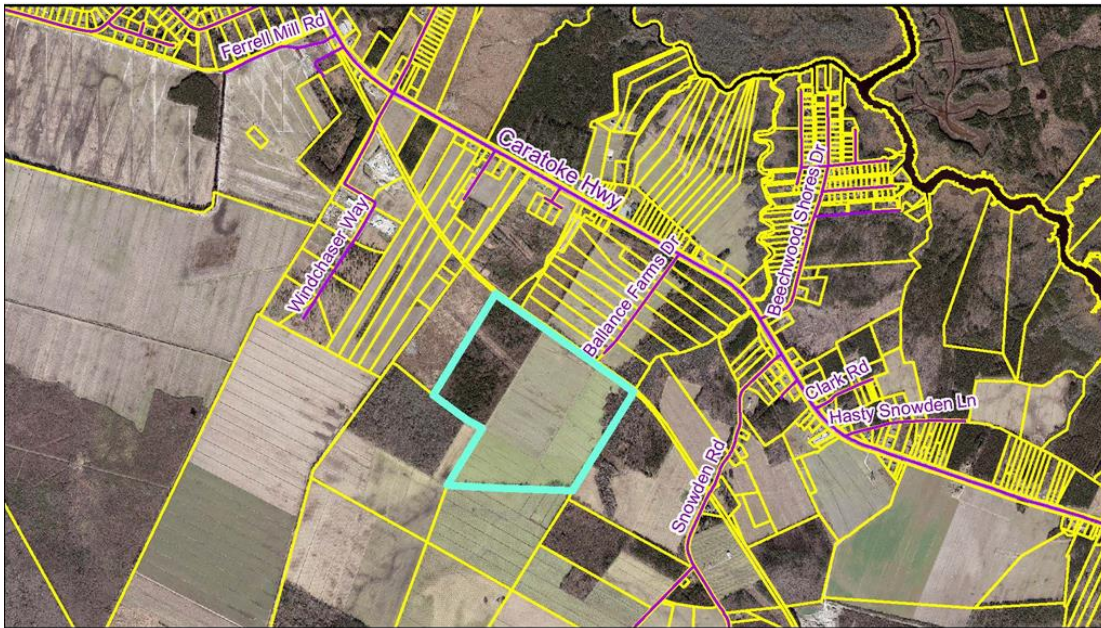 Ferrell Mill Rd
Caratoke Hwy
Windchaser Way
Beechwood Shores Dr
Ballance Farms Dr
Clark Rd
Hasty Snowden Ln
Snowden Rd